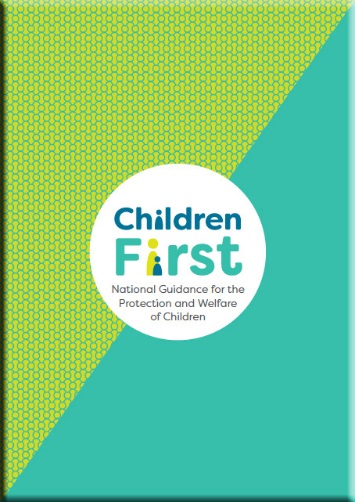 Children
First
National Guidance for the
Protection and Welfare
of Children